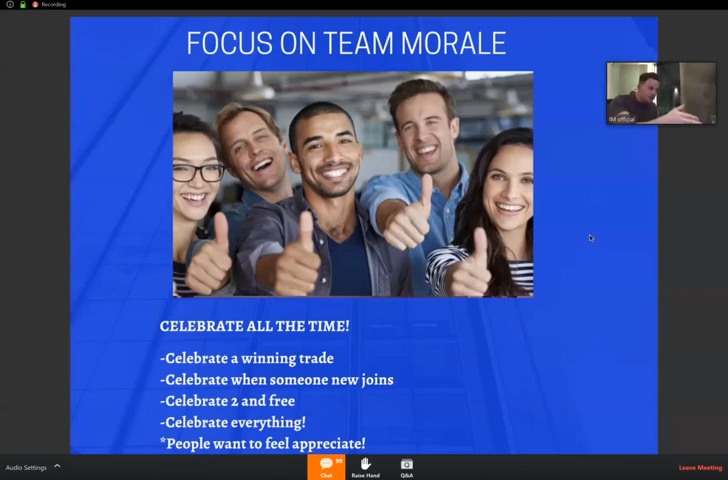 Recording
FOCUS ON TEAM MORALE
IM official
CELEBRATE ALL THE TIME!
-Celebrate a winning trade
-Celebrate when someone new joins
-Celebrate 2 and free
-Celebrate everything!
*People want to feel appreciate!
Audio Settings
99
Chat
Raise Hand
Q&A
Leave Meeting